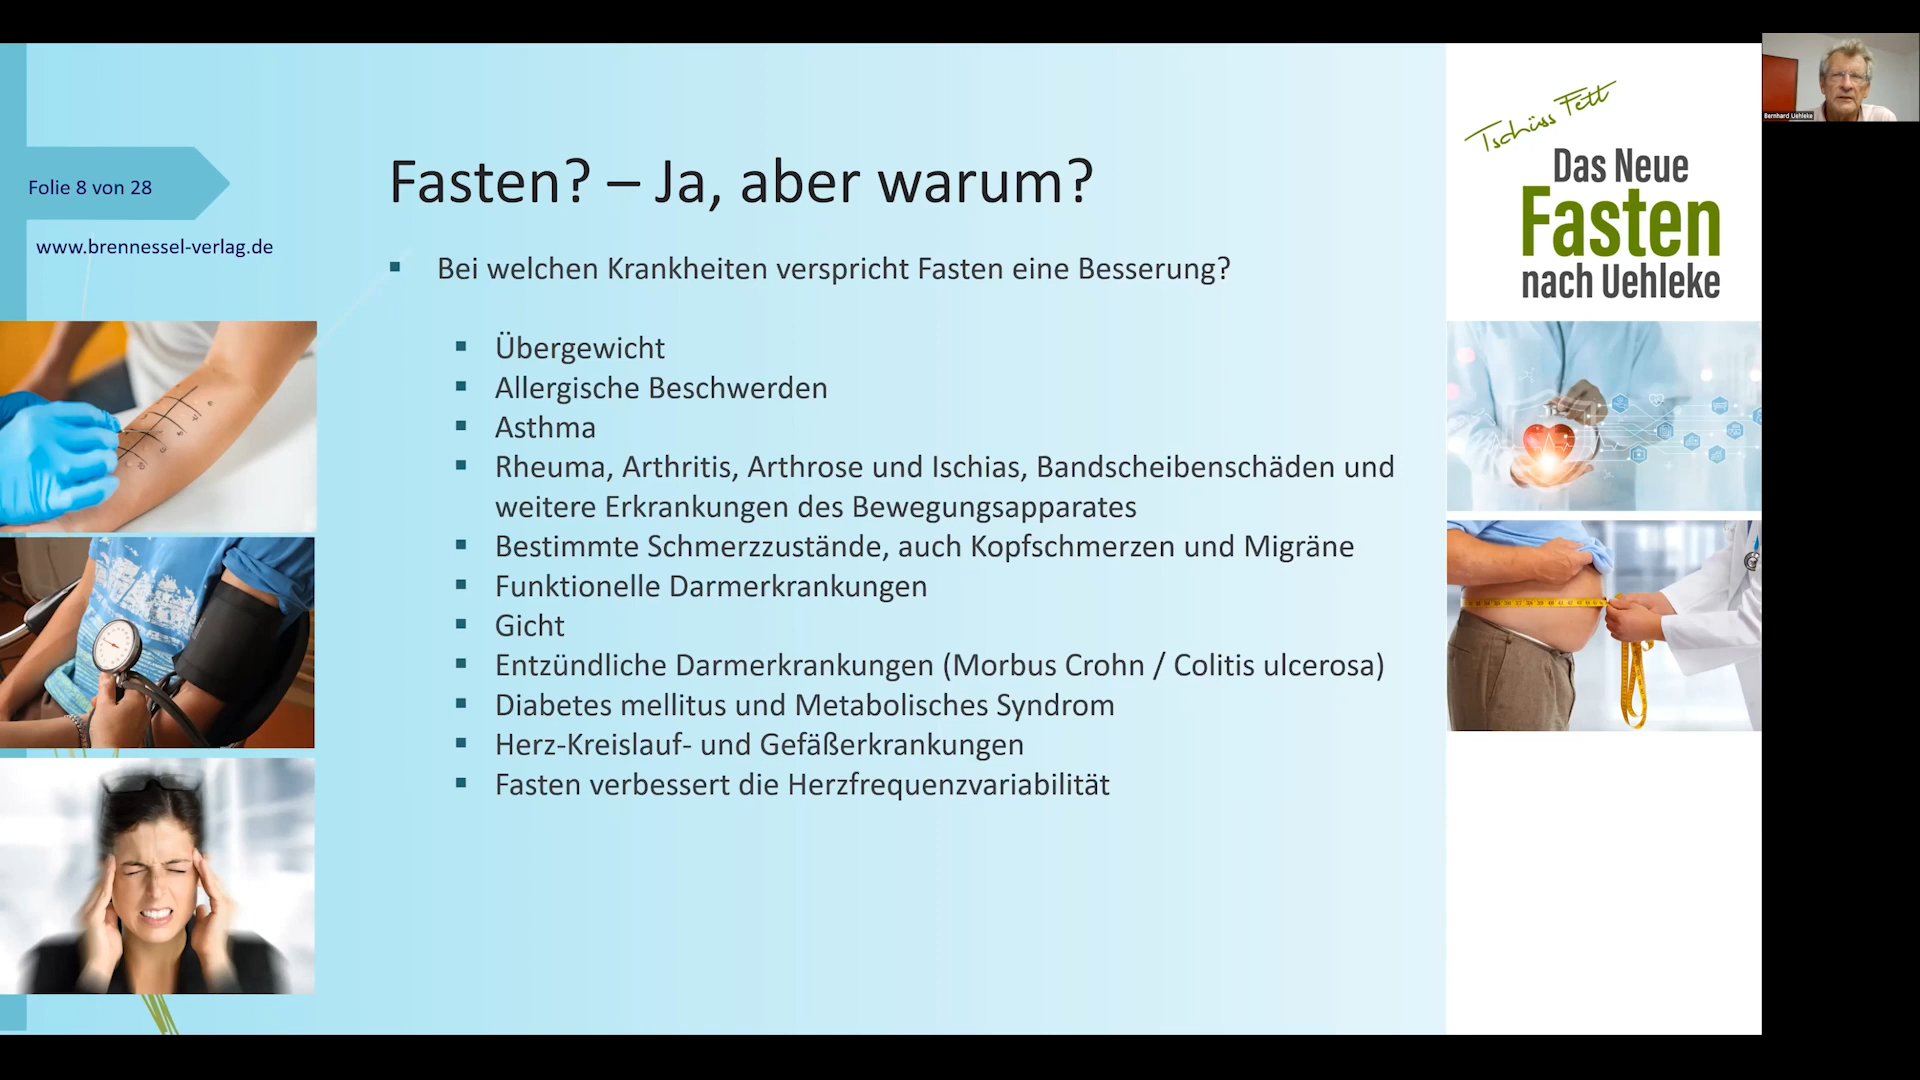 Folie 8 von 28
www.brennessel-verlag.de
Fasten? – Ja, aber warum?
Bei welchen Krankheiten verspricht Fasten eine Besserung?
Übergewicht
Allergische Beschwerden
Asthma
Rheuma, Arthritis, Arthrose und Ischias, Bandscheibenschäden und
weitere Erkrankungen des Bewegungsapparates
Bestimmte Schmerzzustände, auch Kopfschmerzen und Migräne
Funktionelle Darmerkrankungen
Gicht
Entzündliche Darmerkrankungen (Morbus Crohn / Colitis ulcerosa)
Diabetes mellitus und Metabolisches Syndrom
Herz-Kreislauf- und Gefäßerkrankungen
Fasten verbessert die Herzfrequenzvariabilität
Tschüss Fett
Das Neue
Fasten
nach Uehleke
Bernhard Uehleke